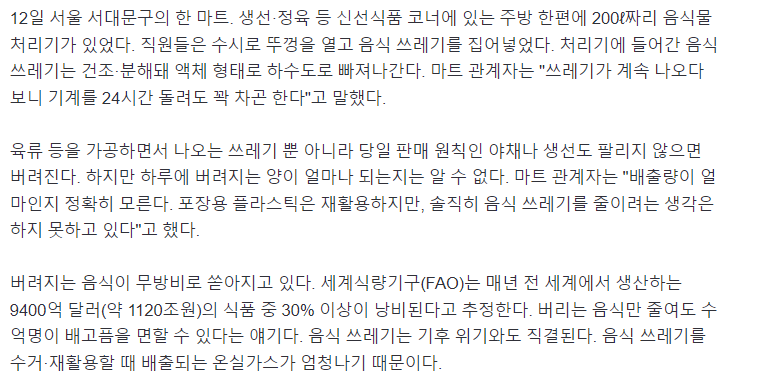 12일 서울 서대문구의 한 마트. 생선·정육 등 신선식품 코너에 있는 주방 한편에 200ℓ짜리 음식물
처리기가 있었다. 직원들은 수시로 뚜껑을 열고 음식 쓰레기를 집어넣었다. 처리기에 들어간 음식
쓰레기는 건조·분해돼 액체 형태로 하수도로 빠져나간다. 마트 관계자는 "쓰레기가 계속 나오다
보니 기계를 24시간 돌려도 꽉 차곤 한다"고 말했다.
육류 등을 가공하면서 나오는 쓰레기 뿐 아니라 당일 판매 원칙인 야채나 생선도 팔리지 않으면
버려진다. 하지만 하루에 버려지는 양이 얼마나 되는지는 알 수 없다. 마트 관계자는 "배출량이 얼
마인지 정확히 모른다. 포장용 플라스틱은 재활용하지만, 솔직히 음식 쓰레기를 줄이려는 생각은
하지 못하고 있다"고 했다.
버려지는 음식이 무방비로 쏟아지고 있다. 세계식량기구(FAO)는 매년 전 세계에서 생산하는
9400억 달러(약 1120조원)의 식품 중 30% 이상이 낭비된다고 추정한다. 버리는 음식만 줄여도 수
억명이 배고픔을 면할 수 있다는 얘기다. 음식 쓰레기는 기후 위기와도 직결된다. 음식 쓰레기를
수거·재활용할 때 배출되는 온실가스가 엄청나기 때문이다.